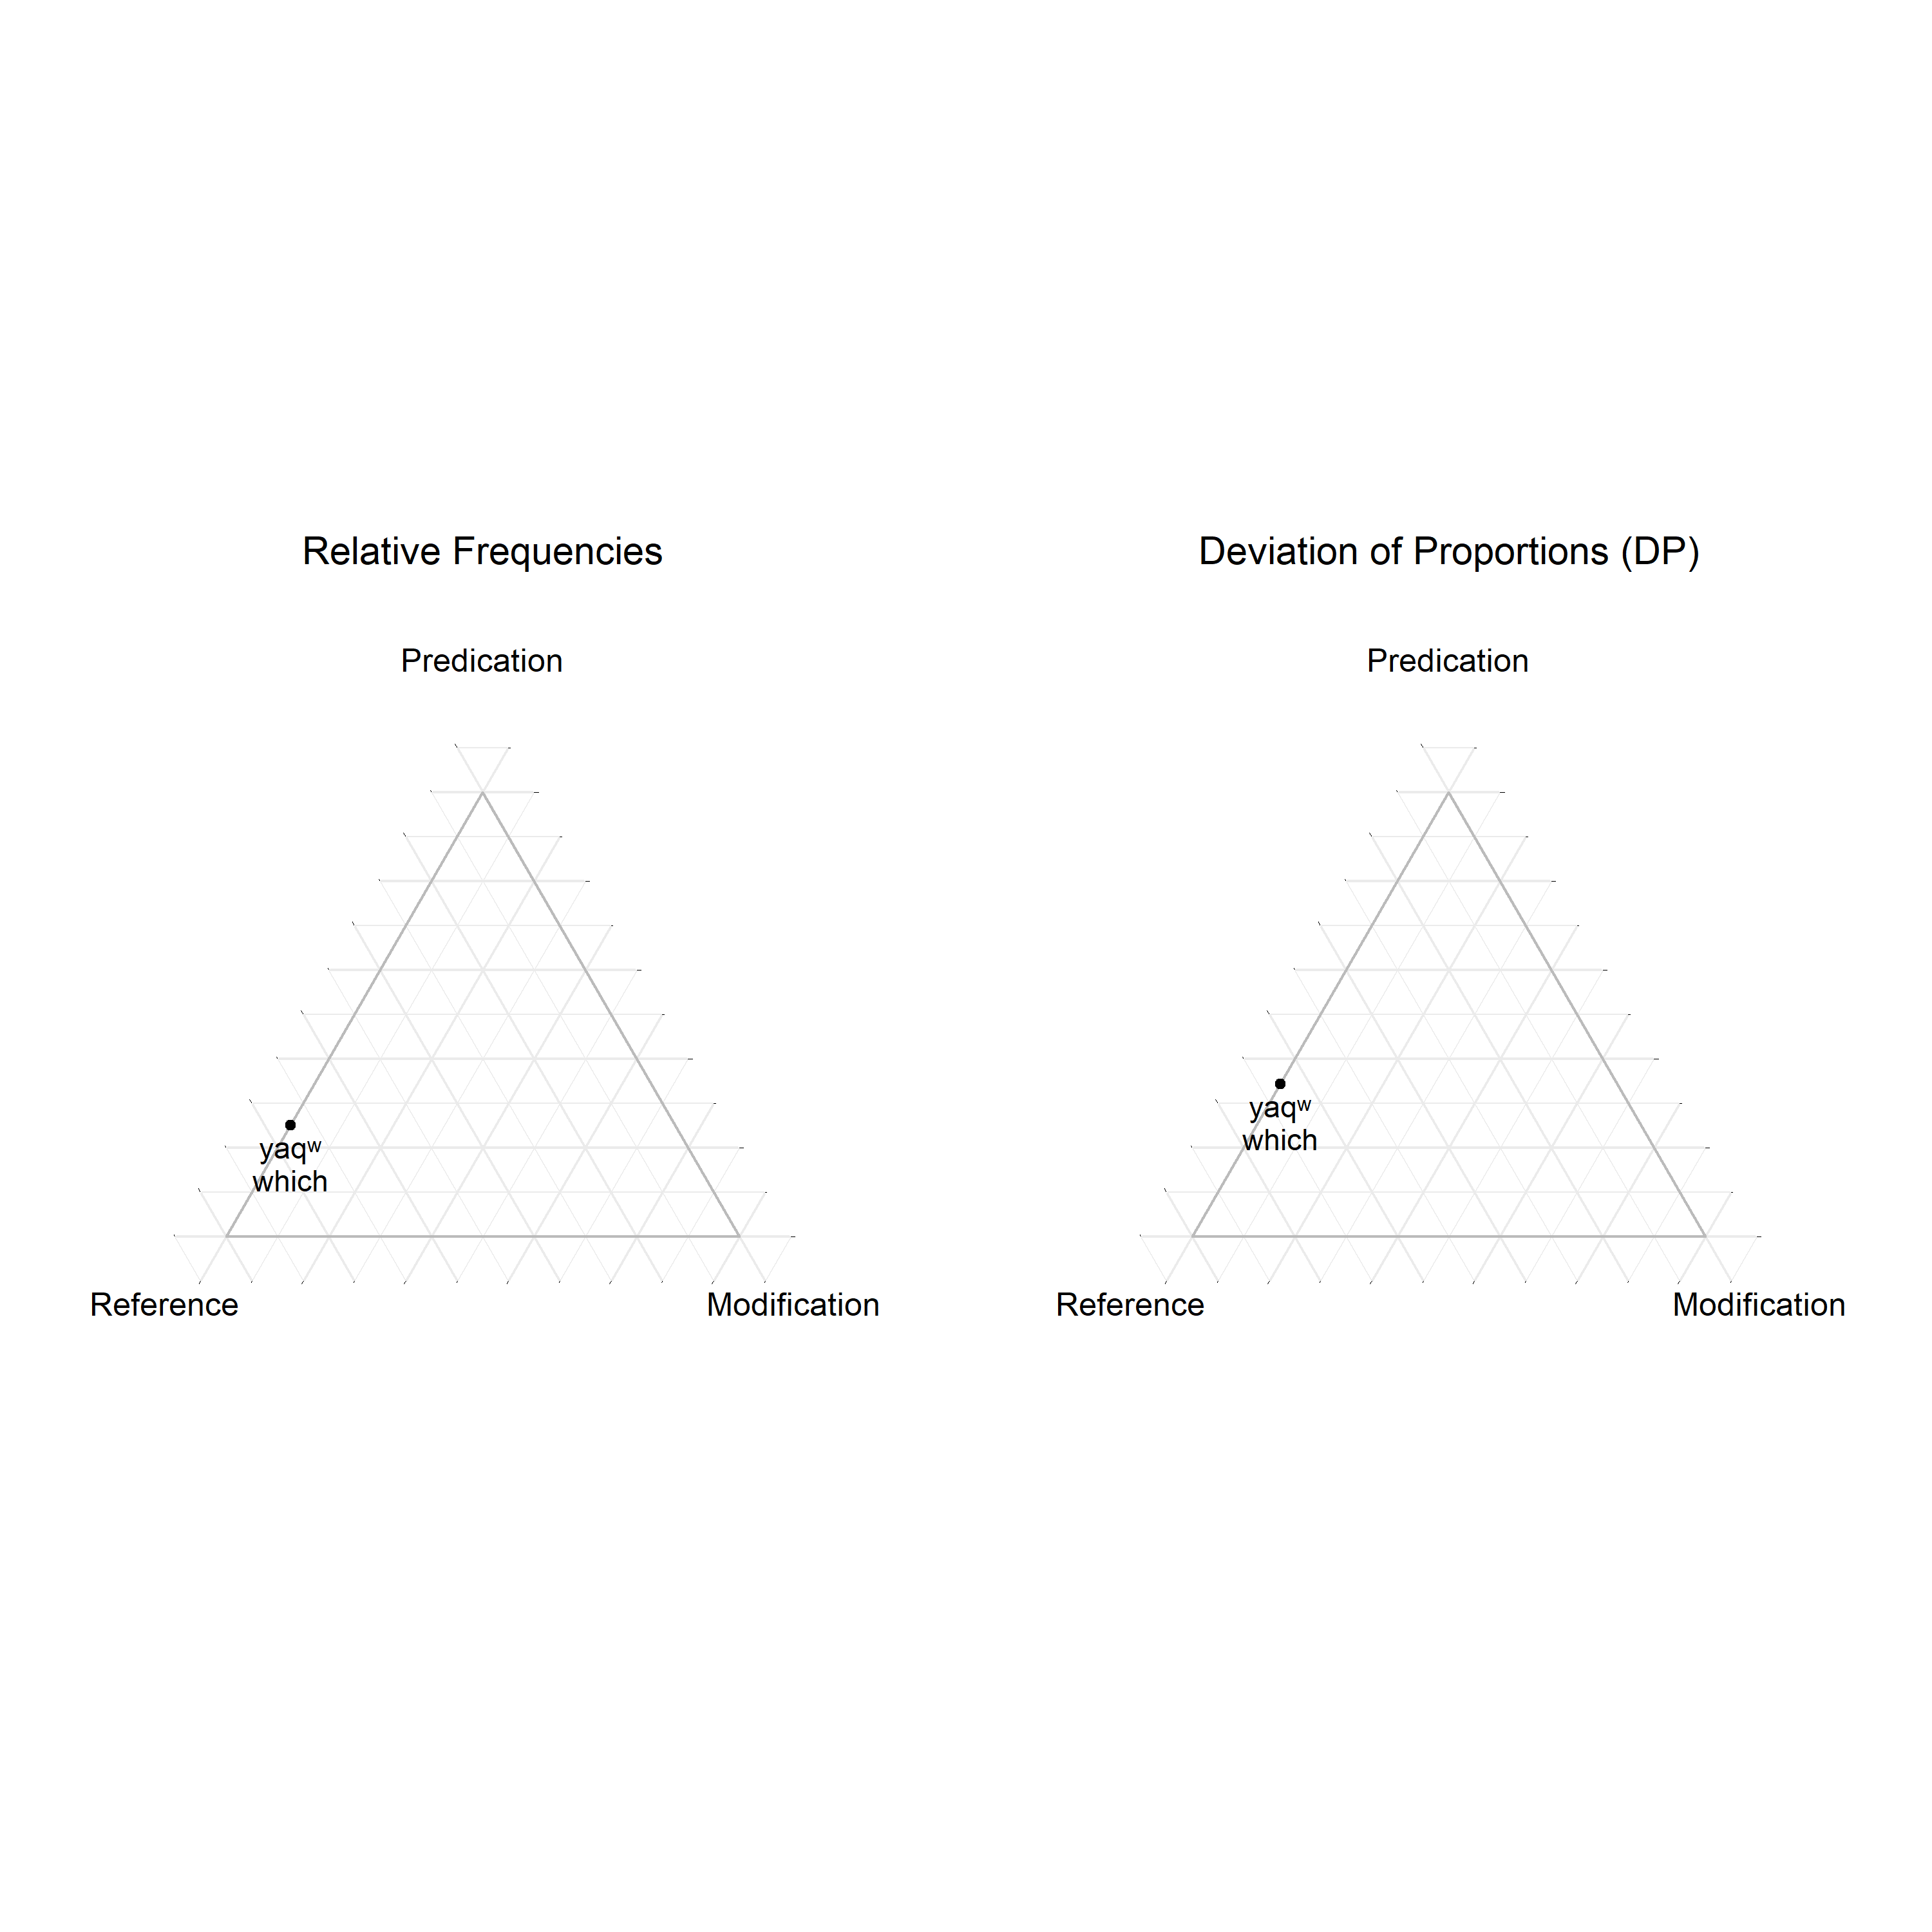 Relative Frequencies
Predication
yaqʷ
which
Reference
Modification
Deviation of Proportions (DP)
Predication
yaqʷ
which
Reference
Modification